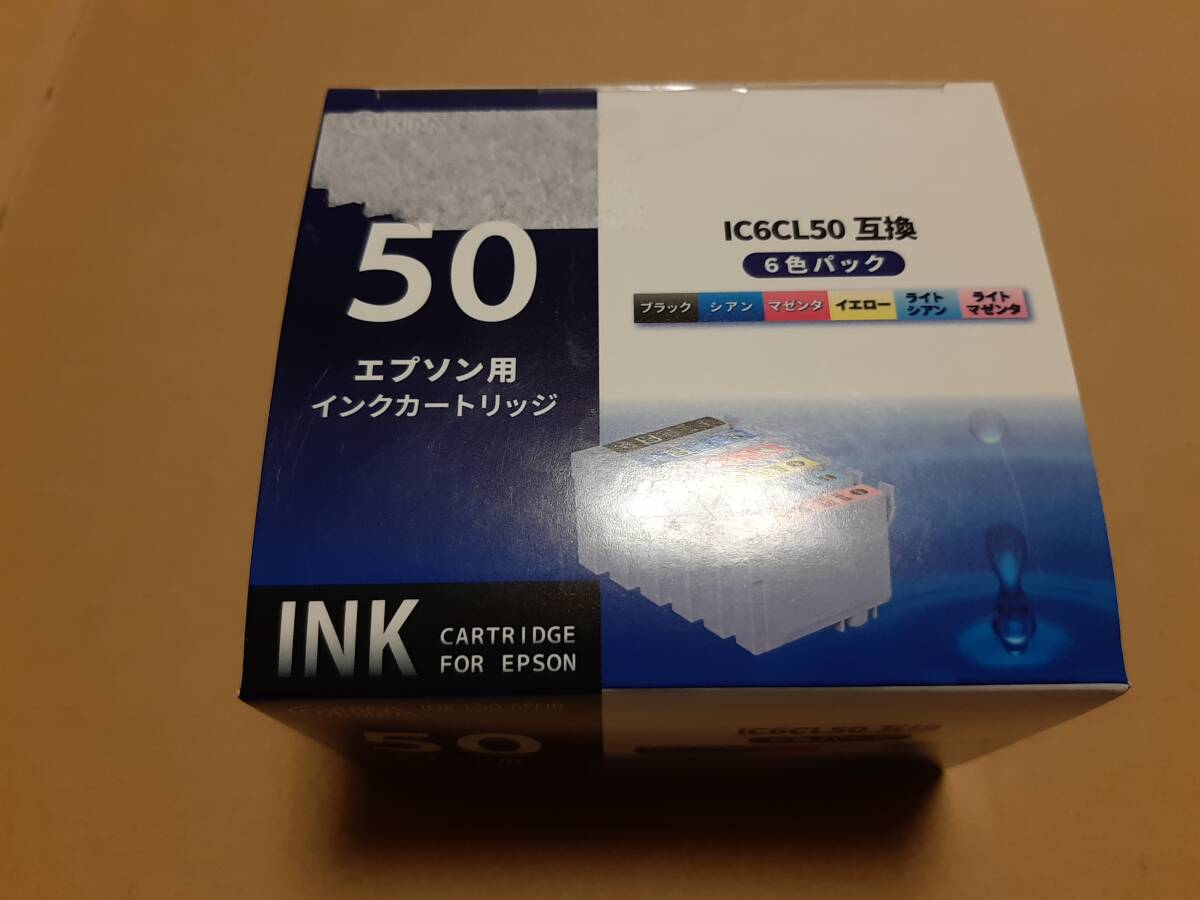 50
エプソン用
インクカートリッジ
INK
CARTRIDGE
FOR EPSON
IC6CL50 互換
6色パック
ブラック シアン マゼンタ イエロー ライトシアン ライトマゼンタ
50
IC6CL50 互換